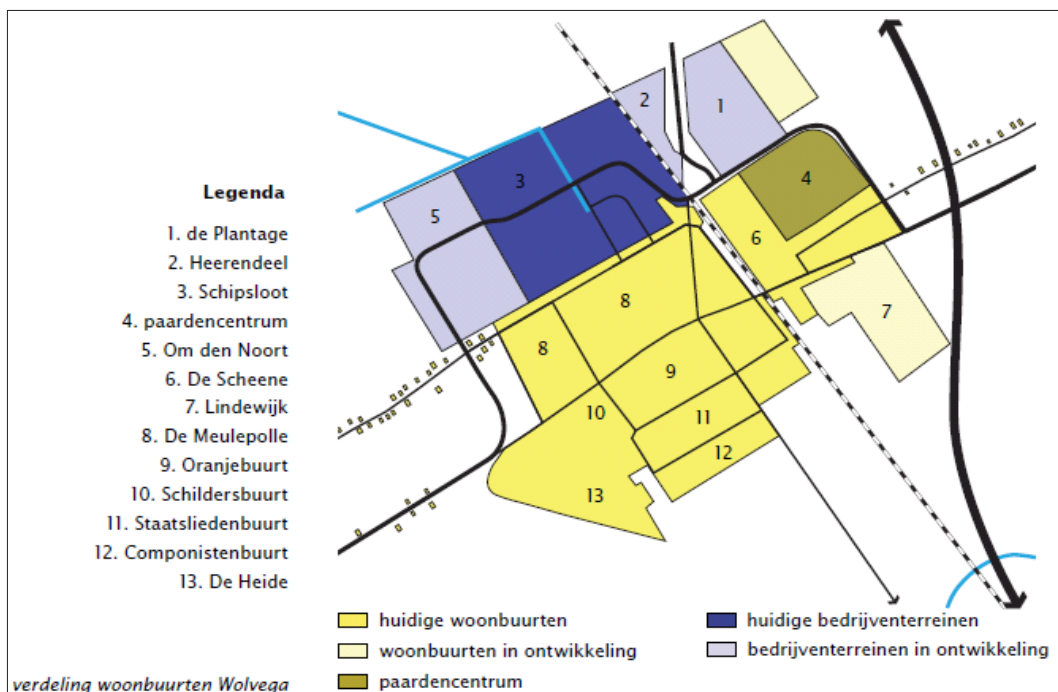 Legenda
1. de Plantage
2. Heerendeel
3. Schipsloot
4. paardencentrum
5. Om den Noort
6. De Scheene
7. Lindewijk
8. De Meulepolle
9. Oranjebuurt
10. Schildersbuurt
11. Staatsliedenbuurt
12. Componistenbuurt
13. De Heide
verdeling woonbuurten Wolvega
2
1
3
4
5
6
8
7
8
9
10
11
12
13
huidige woonbuurten
woonbuurten in ontwikkeling
paardencentrum
huidige bedrijventerreinen
bedrijventerreinen in ontwikkeling